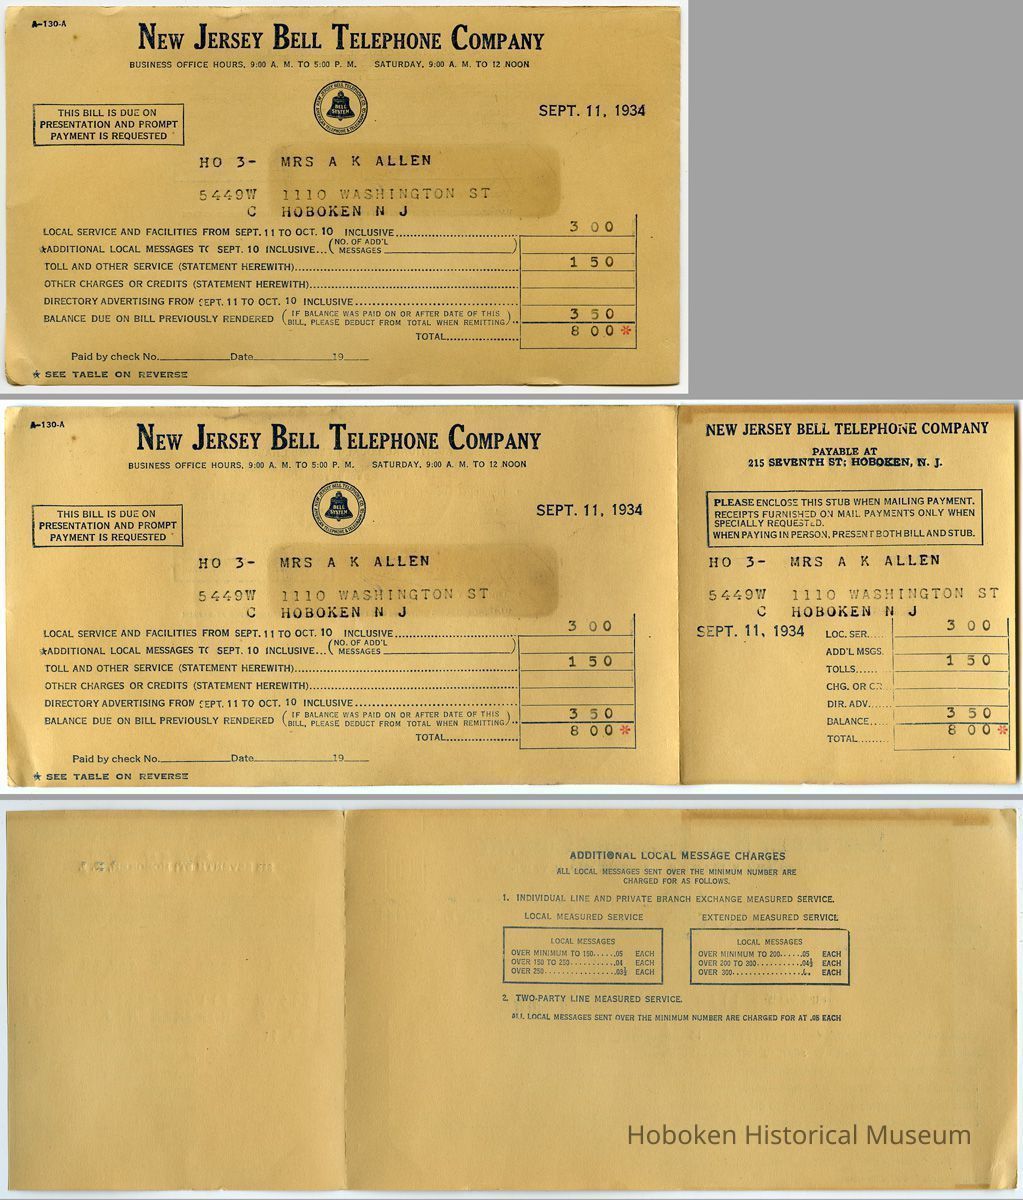 A-130-A
NEW JERSEY BELL TELEPHONE COMPANY
BUSINESS OFFICE HOURS, 9:00 A. M. TO 5:00 P. M. SATURDAY, 9:00 A. M. TO 12 NOON
BELL SYSTEM
SEPT. 11, 1934
THIS BILL IS DUE ON
PRESENTATION AND PROMPT
PAYMENT IS REQUESTED
HO 3- MRS A K ALLEN
5449W 1110 WASHINGTON ST
C HOBOKEN N J
LOCAL SERVICE AND FACILITIES FROM SEPT. 11 TO OCT. 10 INCLUSIVE 3 00
*ADDITIONAL LOCAL MESSAGES TO SEPT. 10 INCLUSIVE...(NO. OF ADD'L MESSAGES)
TOLL AND OTHER SERVICE (STATEMENT HEREWITH) 1 50
OTHER CHARGES OR CREDITS (STATEMENT HEREWITH)
DIRECTORY ADVERTISING FROM SEPT. 11 TO OCT. 10 INCLUSIVE
BALANCE DUE ON BILL PREVIOUSLY RENDERED (IF BALANCE WAS PAID ON OR AFTER DATE OF THIS BILL, PLEASE DEDUCT FROM TOTAL WHEN REMITTING) 3 50
TOTAL 8 00 *
Paid by check No. Date 19
* SEE TABLE ON REVERSE
A-130-A
NEW JERSEY BELL TELEPHONE COMPANY
BUSINESS OFFICE HOURS, 9:00 A. M. TO 5:00 P. M. SATURDAY, 9:00 A. M. TO 12 NOON
BELL SYSTEM
SEPT. 11, 1934
THIS BILL IS DUE ON
PRESENTATION AND PROMPT
PAYMENT IS REQUESTED
HO 3- MRS A K ALLEN
5449W 1110 WASHINGTON ST
C HOBOKEN N J
LOCAL SERVICE AND FACILITIES FROM SEPT. 11 TO OCT. 10 INCLUSIVE 3 00
*ADDITIONAL LOCAL MESSAGES TO SEPT. 10 INCLUSIVE...(NO. OF ADD'L MESSAGES)
TOLL AND OTHER SERVICE (STATEMENT HEREWITH) 1 50
OTHER CHARGES OR CREDITS (STATEMENT HEREWITH)
DIRECTORY ADVERTISING FROM SEPT. 11 TO OCT. 10 INCLUSIVE
BALANCE DUE ON BILL PREVIOUSLY RENDERED (IF BALANCE WAS PAID ON OR AFTER DATE OF THIS BILL, PLEASE DEDUCT FROM TOTAL WHEN REMITTING) 3 50
TOTAL 8 00 *
Paid by check No. Date 19
* SEE TABLE ON REVERSE
NEW JERSEY BELL TELEPHONE COMPANY
PAYABLE AT
215 SEVENTH ST; HOBOKEN, N. J.
PLEASE ENCLOSE THIS STUB WHEN MAILING PAYMENT.
RECEIPTS FURNISHED ON MAIL PAYMENTS ONLY WHEN
SPECIALLY REQUESTED.
WHEN PAYING IN PERSON, PRESENT BOTH BILL AND STUB.
HO 3- MRS A K ALLEN
5449W 1110 WASHINGTON ST
C HOBOKEN N J
SEPT. 11, 1934
LOC. SER. 3 00
ADD'L MSGS.
TOLLS 1 50
CHG. OR CR.
DIR. ADV.
BALANCE 3 50
TOTAL 8 00 *
ADDITIONAL LOCAL MESSAGE CHARGES
ALL LOCAL MESSAGES SENT OVER THE MINIMUM NUMBER ARE
CHARGED FOR AS FOLLOWS.
1. INDIVIDUAL LINE AND PRIVATE BRANCH EXCHANGE MEASURED SERVICE.
LOCAL MEASURED SERVICE
LOCAL MESSAGES
OVER MINIMUM TO 150......05 EACH
OVER 150 TO 250...........04 EACH
OVER 250..................03½ EACH
EXTENDED MEASURED SERVICE
LOCAL MESSAGES
OVER MINIMUM TO 200......05 EACH
OVER 200 TO 300...........04½ EACH
OVER 300 EACH
2. TWO-PARTY LINE MEASURED SERVICE.
ALL LOCAL MESSAGES SENT OVER THE MINIMUM NUMBER ARE CHARGED FOR AT .05 EACH
Hoboken Historical Museum